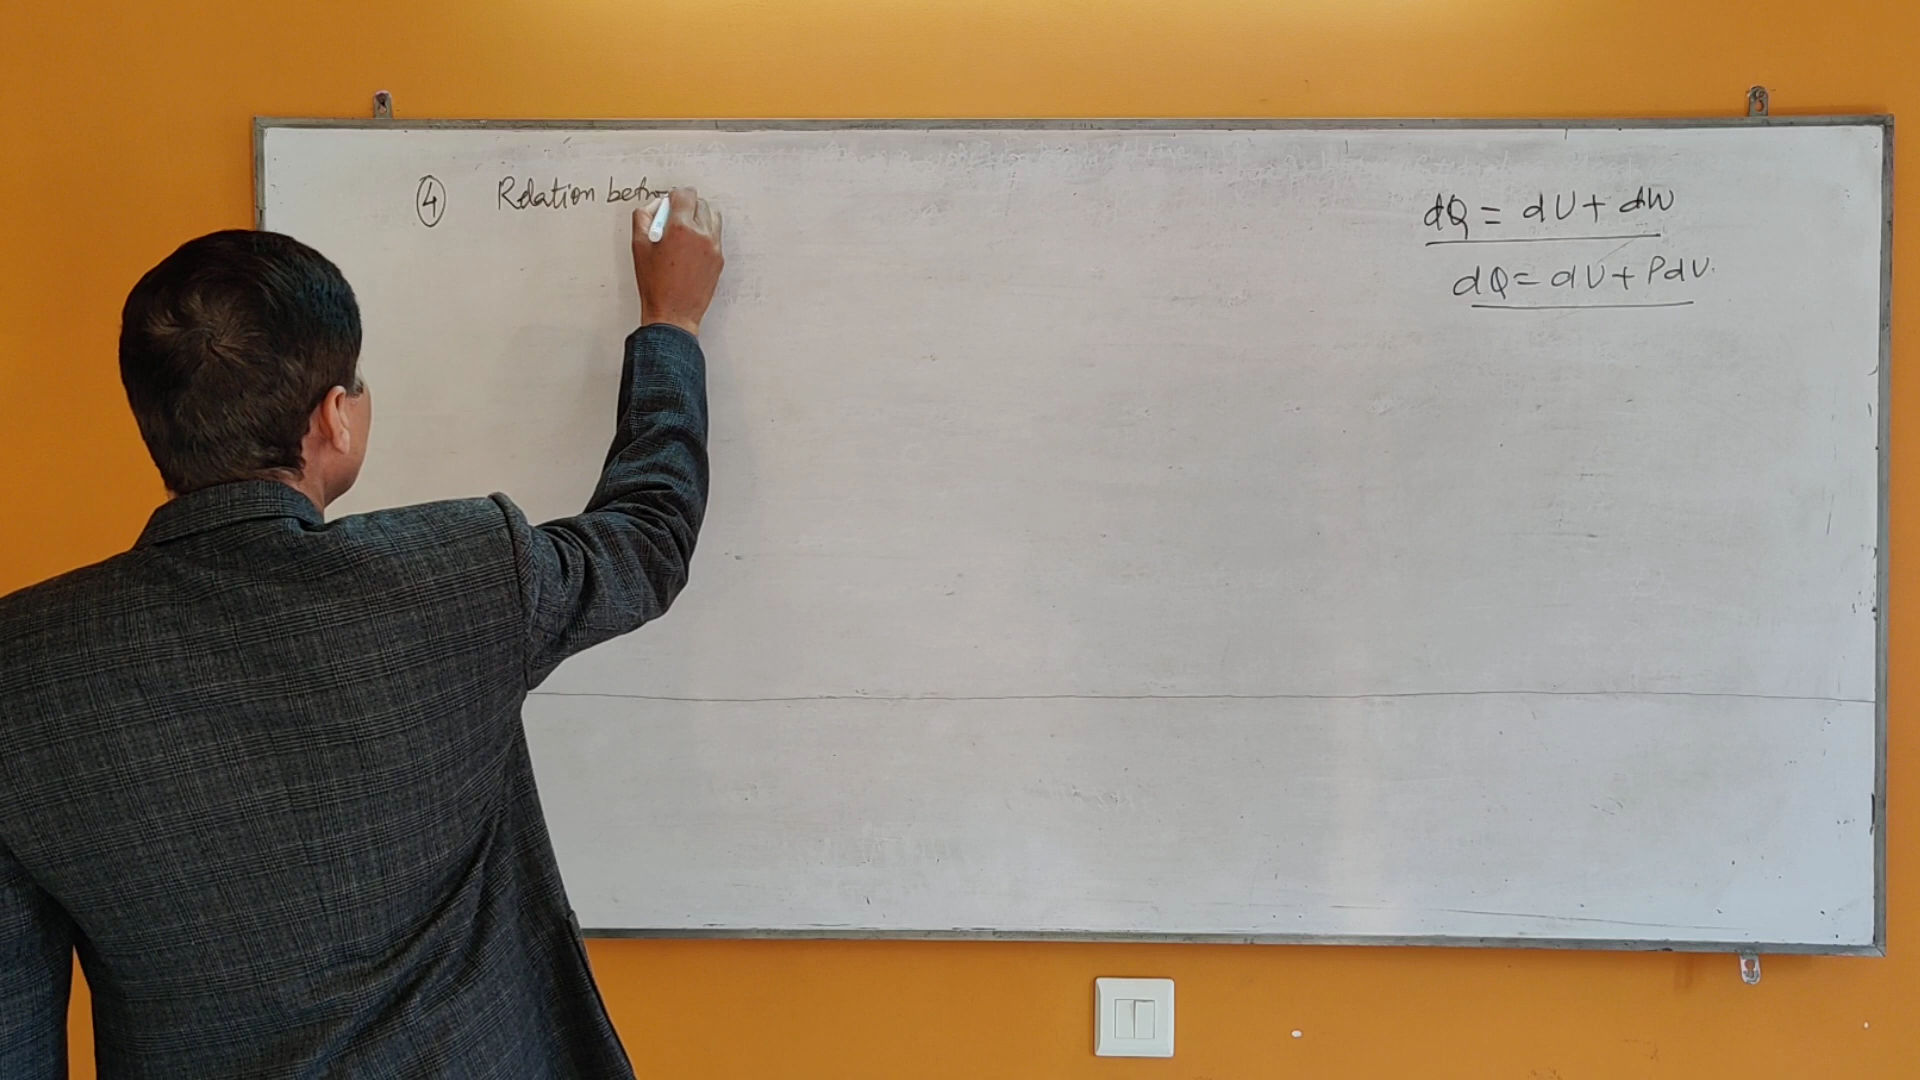 ④ Relation betw
dQ = dU + dW
dQ = dU + PdV.